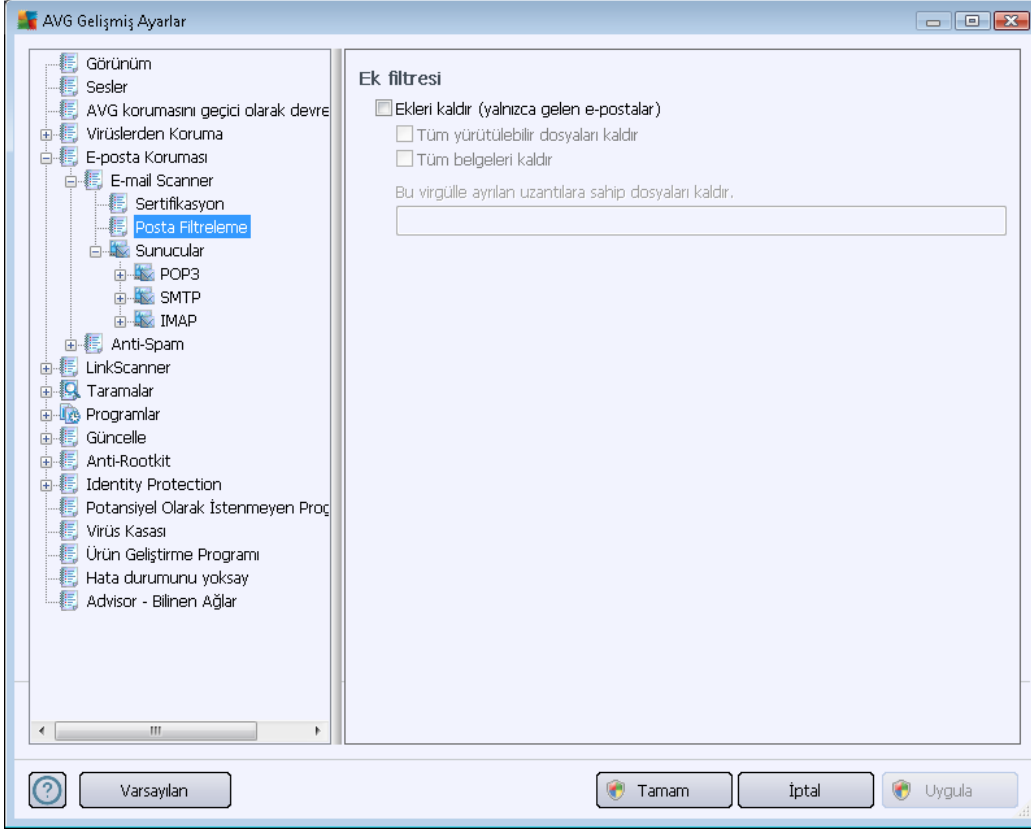 AVG Gelişmiş Ayarlar
Görünüm
Sesler
AVG korumasını geçici olarak devre
Virüslerden Koruma
E-posta Koruması
E-mail Scanner
Sertifikasyon
Posta Filtreleme
Sunucular
POP3
SMTP
IMAP
Anti-Spam
LinkScanner
Taramalar
Programlar
Güncelle
Anti-Rootkit
Identity Protection
Potansiyel Olarak İstenmeyen Prog
Virüs Kasası
Ürün Geliştirme Programı
Hata durumunu yoksay
Advisor - Bilinen Ağlar
Ek filtresi
Ekleri kaldır (yalnızca gelen e-postalar)
Tüm yürütülebilir dosyaları kaldır
Tüm belgeleri kaldır
Bu virgülle ayrılan uzantılara sahip dosyaları kaldır.
Varsayılan
Tamam
İptal
Uygula